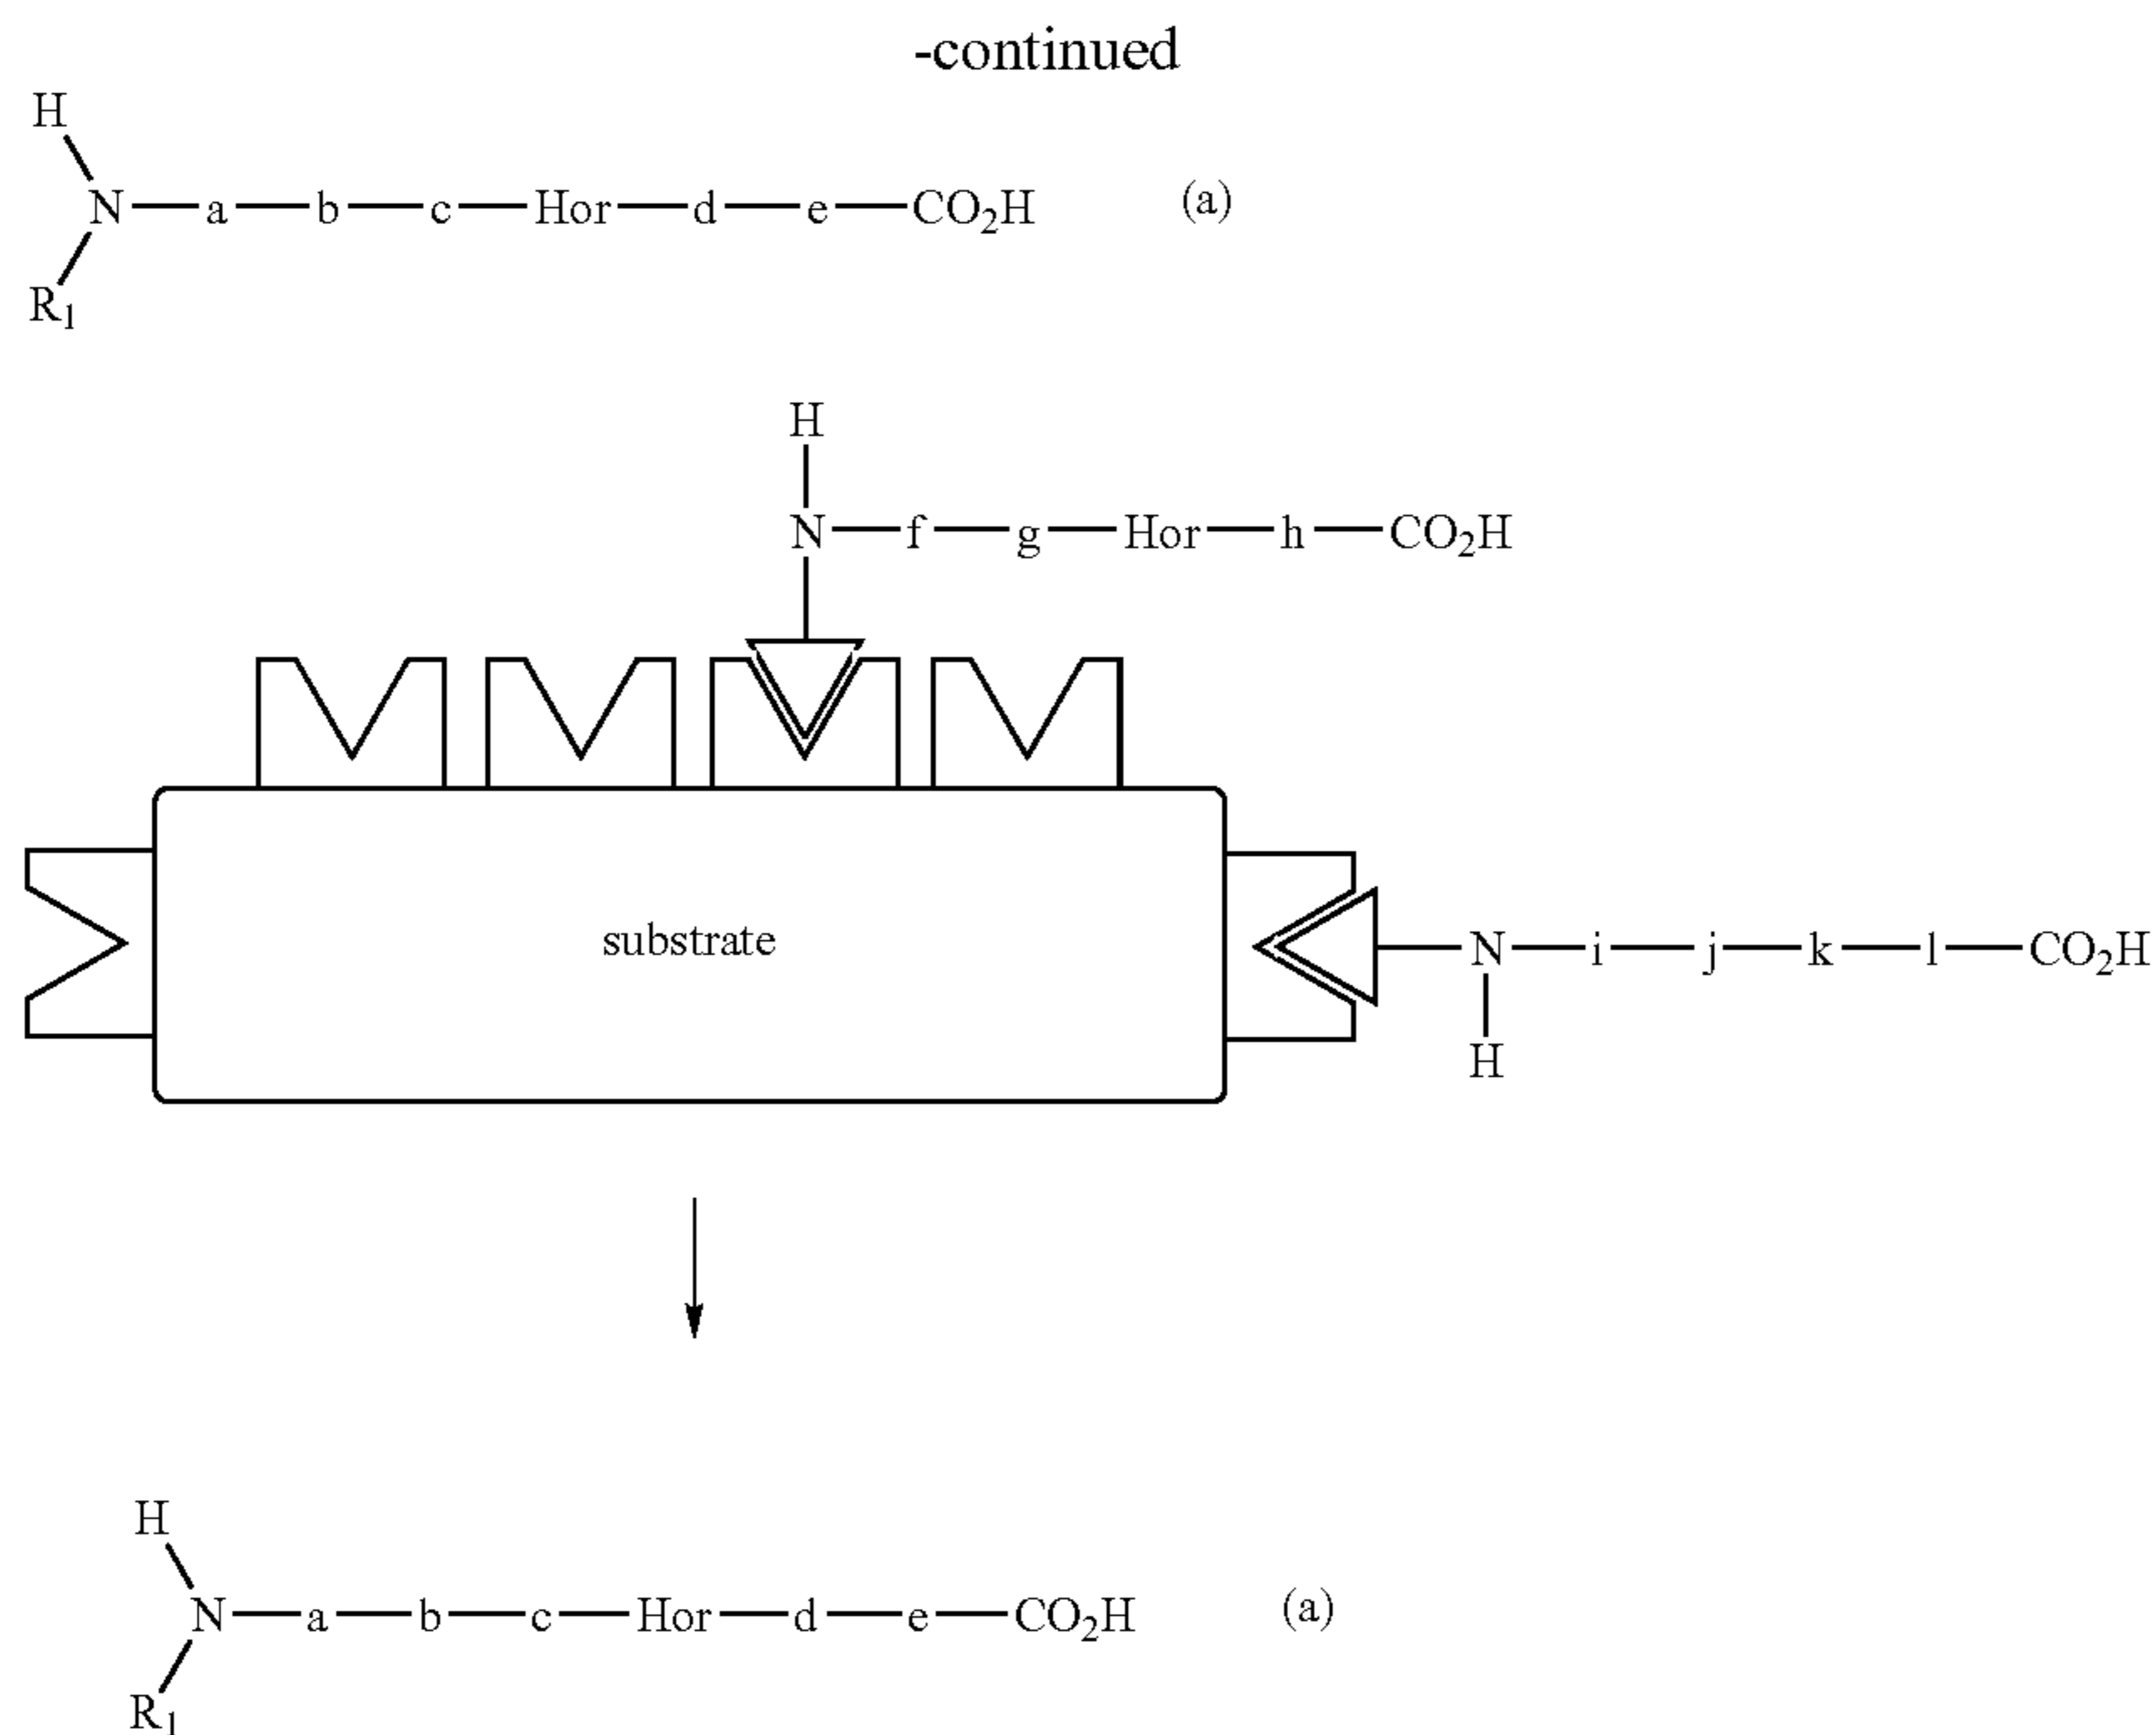 -continued
H
N—a—b—c—Hor—d—e—CO₂H (a)
R₁
H
N—f—g—Hor—h—CO₂H
substrate
N—i—j—k—l—CO₂H
H
H
N—a—b—c—Hor—d—e—CO₂H (a)
R₁